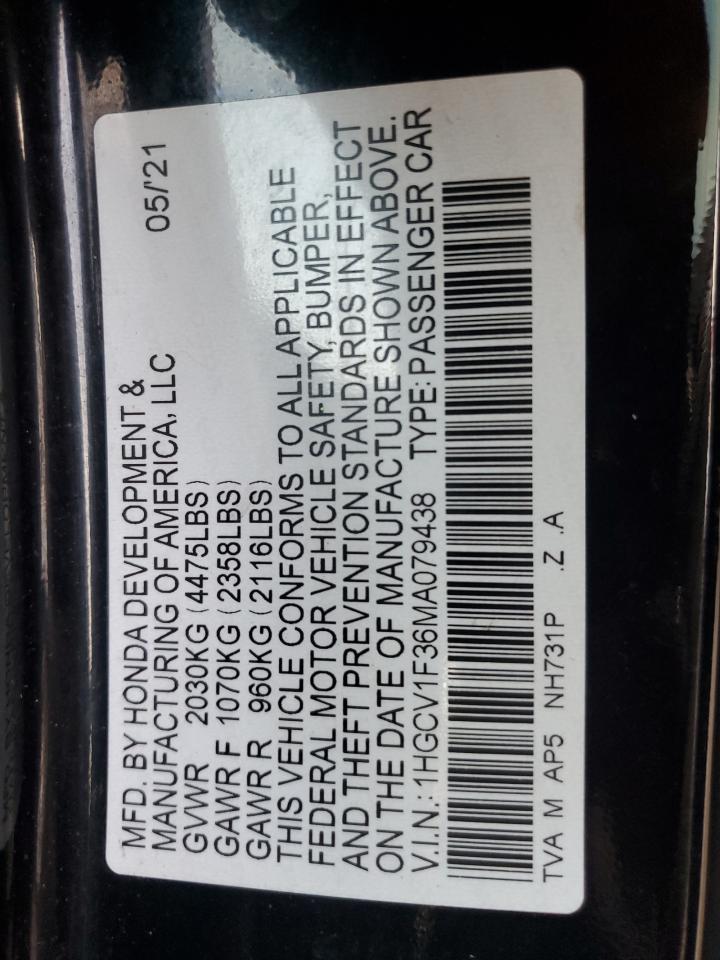 MFD. BY HONDA DEVELOPMENT &
MANUFACTURING OF AMERICA, LLC 05/'21
GVWR 2030KG (4475LBS)
GAWR F 1070KG (2358LBS)
GAWR R 960KG (2116LBS)
THIS VEHICLE CONFORMS TO ALL APPLICABLE
FEDERAL MOTOR VEHICLE SAFETY, BUMPER,
AND THEFT PREVENTION STANDARDS IN EFFECT
ON THE DATE OF MANUFACTURE SHOWN ABOVE.
V.I.N.: 1HGCV1F36MA079438 TYPE: PASSENGER CAR
TVA M AP5 NH731P .Z .A